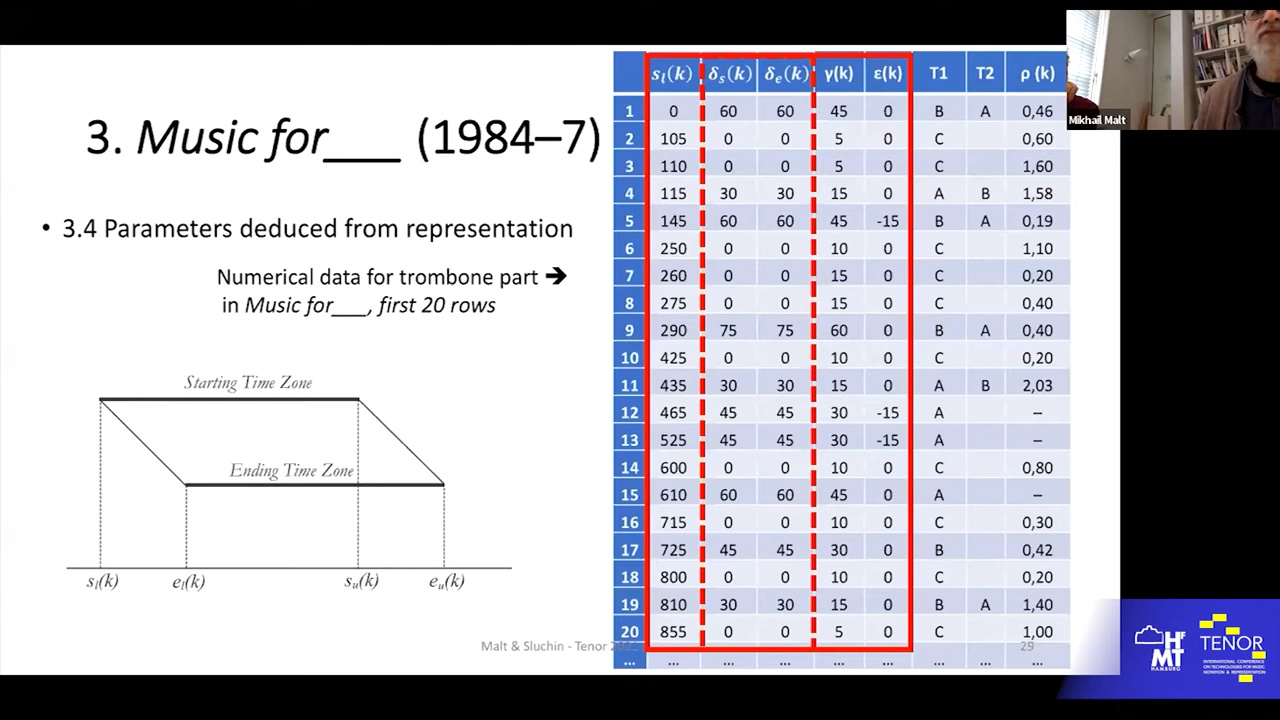 3. Music for___ (1984–7)
• 3.4 Parameters deduced from representation
Numerical data for trombone part ➔
in Music for___, first 20 rows
Starting Time Zone
Ending Time Zone
sl(k) el(k) su(k) eu(k)
sl(k) δs(k) δe(k) γ(k) ε(k) T1 T2 ρ (k)
1 0 60 60 45 0 B A 0,46
2 105 0 0 5 0 C 0,60
3 110 0 0 5 0 C 1,60
4 115 30 30 15 0 A B 1,58
5 145 60 60 45 -15 B A 0,19
6 250 0 0 10 0 C 1,10
7 260 0 0 15 0 C 0,20
8 275 0 0 15 0 C 0,40
9 290 75 75 60 0 B A 0,40
10 425 0 0 10 0 C 0,20
11 435 30 30 15 0 A B 2,03
12 465 45 45 30 -15 A –
13 525 45 45 30 -15 A –
14 600 0 0 10 0 C 0,80
15 610 60 60 45 0 A –
16 715 0 0 10 0 C 0,30
17 725 45 45 30 0 B 0,42
18 800 0 0 10 0 C 0,20
19 810 30 30 15 0 B A 1,40
20 855 0 0 5 0 C 1,00
... ... ... ... ... ... ... ... ...
Malt & Sluchin - Tenor
29
Mikhail Malt
HfMT
HAMBURG
TENOR
INTERNATIONAL CONFERENCE
ON TECHNOLOGIES FOR MUSIC
NOTATION & REPRESENTATION